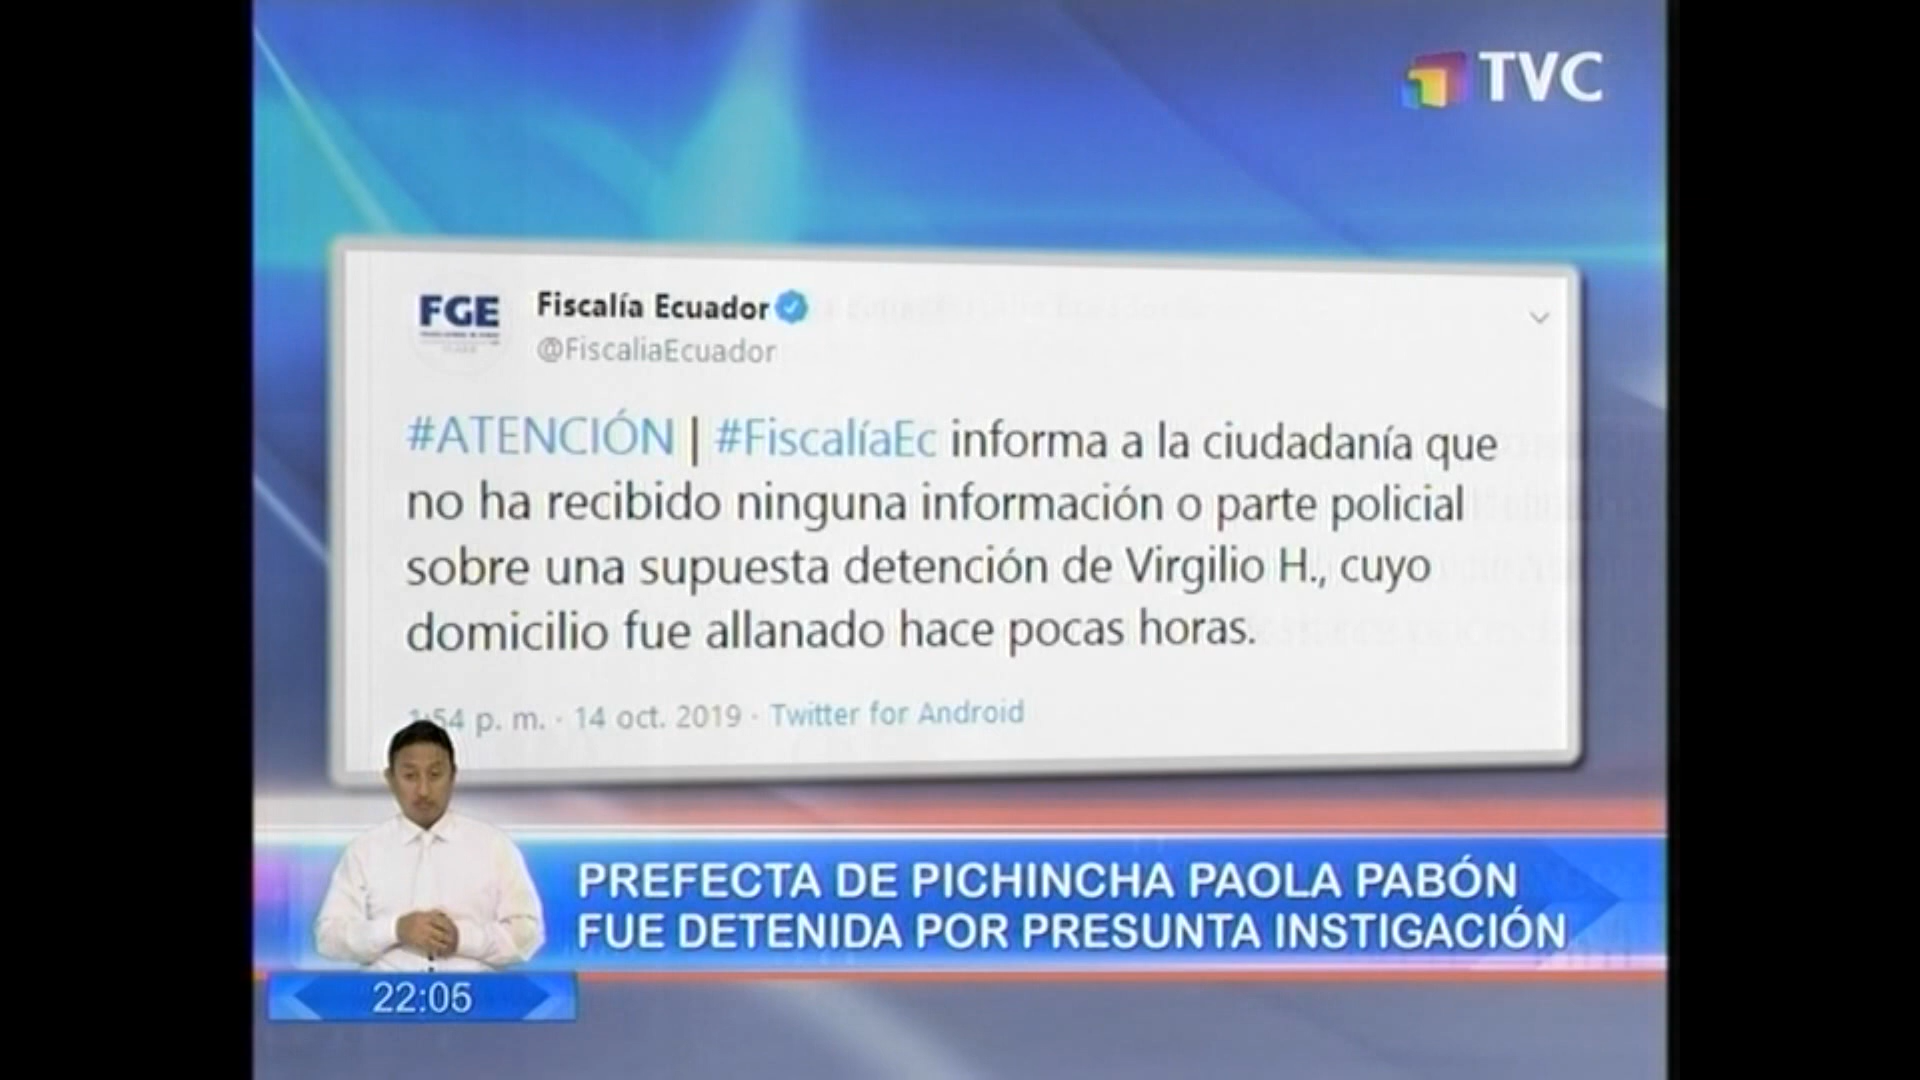 TVC
FGE
Fiscalía Ecuador
@FiscaliaEcuador
#ATENCIÓN | #FiscalíaEc informa a la ciudadanía que
no ha recibido ninguna información o parte policial
sobre una supuesta detención de Virgilio H., cuyo
domicilio fue allanado hace pocas horas.
1:54 p. m. · 14 oct. 2019 · Twitter for Android
PREFECTA DE PICHINCHA PAOLA PABÓN
FUE DETENIDA POR PRESUNTA INSTIGACIÓN
22:05